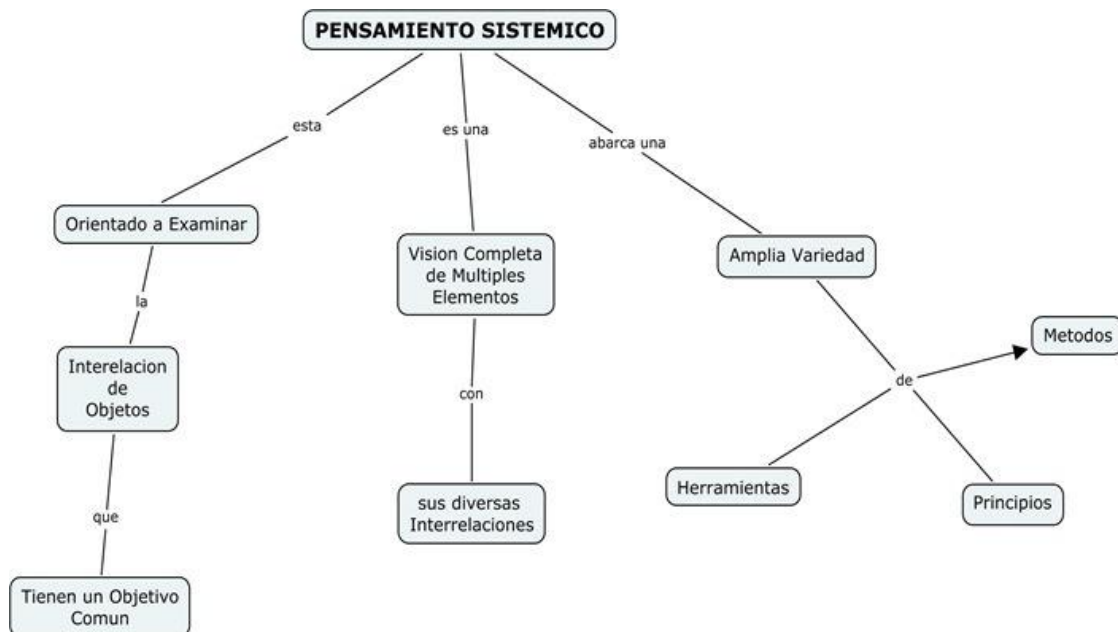 PENSAMIENTO SISTEMICO
esta
es una
abarca una
Orientado a Examinar
Vision Completa
de Multiples
Elementos
Amplia Variedad
la
Interelacion
de
Objetos
con
de
Metodos
Herramientas
Principios
sus diversas
Interrelaciones
que
Tienen un Objetivo
Comun